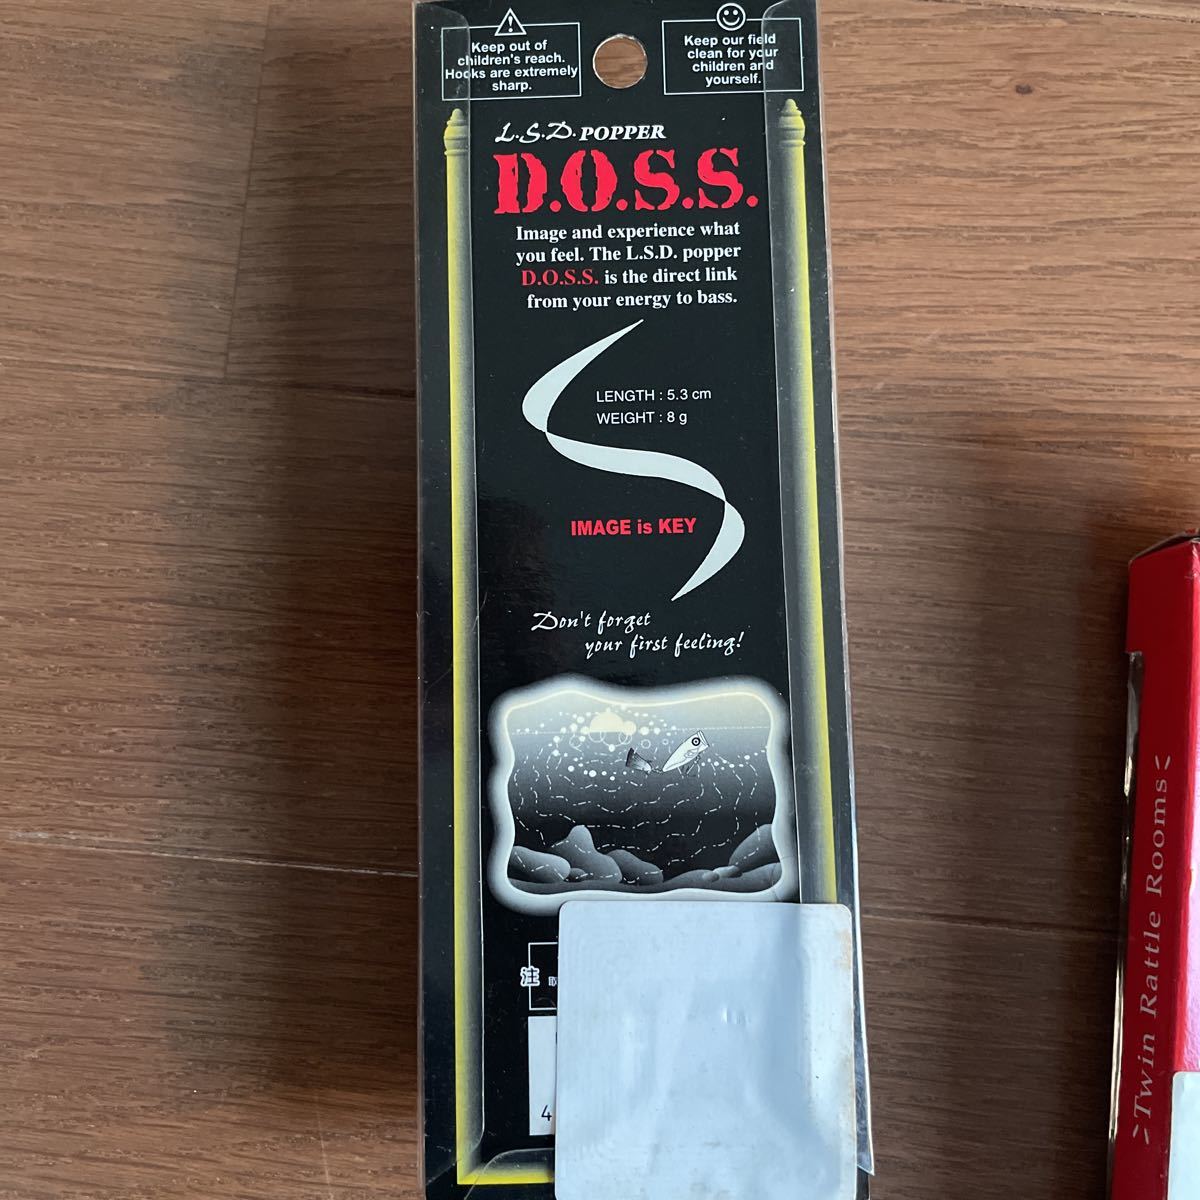 Keep out of
children's reach.
Hooks are extremely
sharp.
Keep our field
clean for your
children and
yourself.
L.S.D. POPPER
D.O.S.S.
Image and experience what
you feel. The L.S.D. popper
D.O.S.S. is the direct link
from your energy to bass.
LENGTH : 5.3 cm
WEIGHT : 8 g
IMAGE is KEY
Don't forget
your first feeling!
注 取
4
Twin Rattle Rooms